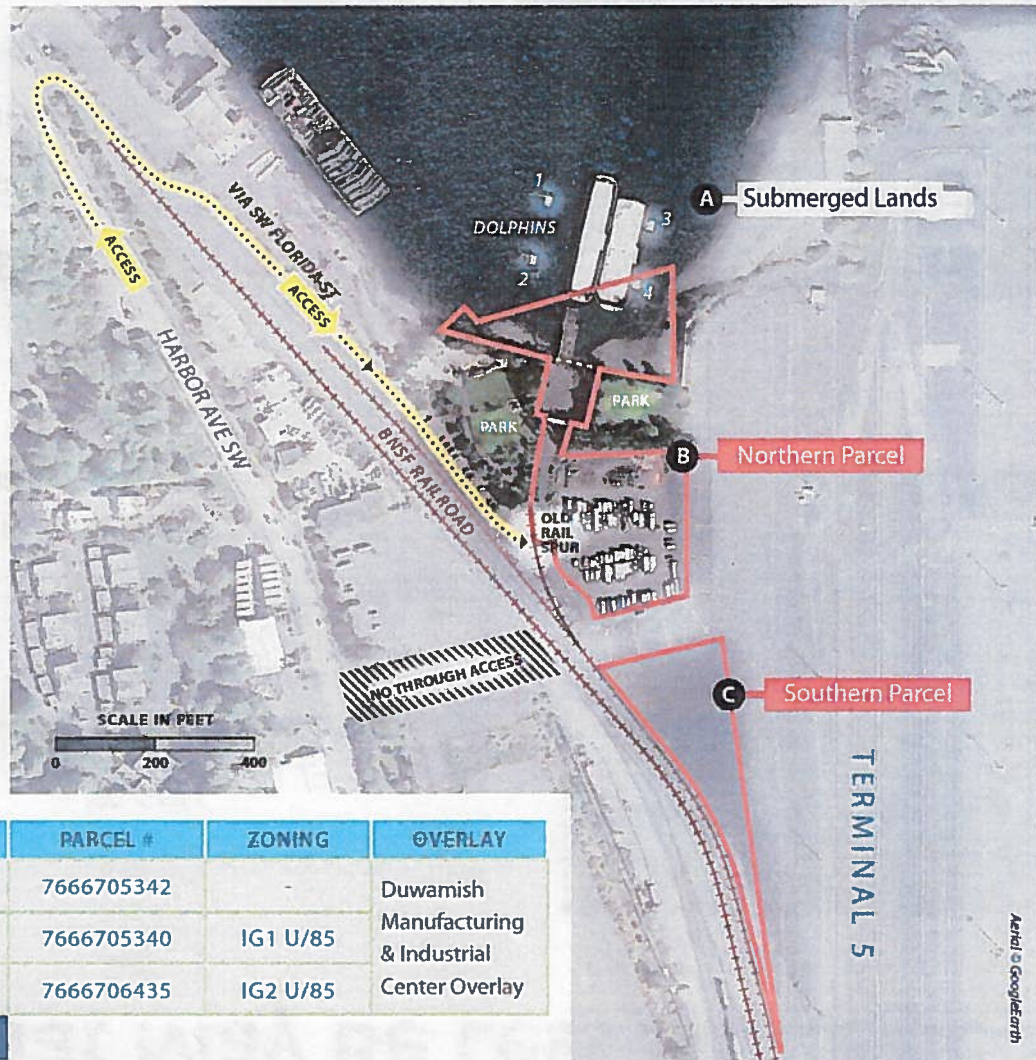 1
DOLPHINS
2
3
4
A Submerged Lands
VIA SW FLORIDA ST
ACCESS
ACCESS
HARBOR AVE SW
BNSF RAILROAD
PARK
PARK
B Northern Parcel
OLD
RAIL
SPUR
NO THROUGH ACCESS
C Southern Parcel
SCALE IN FEET
0 200 400
TERMINAL 5
Aerial © GoogleEarth
PARCEL # ZONING OVERLAY
7666705342 - Duwamish
Manufacturing
7666705340 IG1 U/85
& Industrial
7666706435 IG2 U/85 Center Overlay